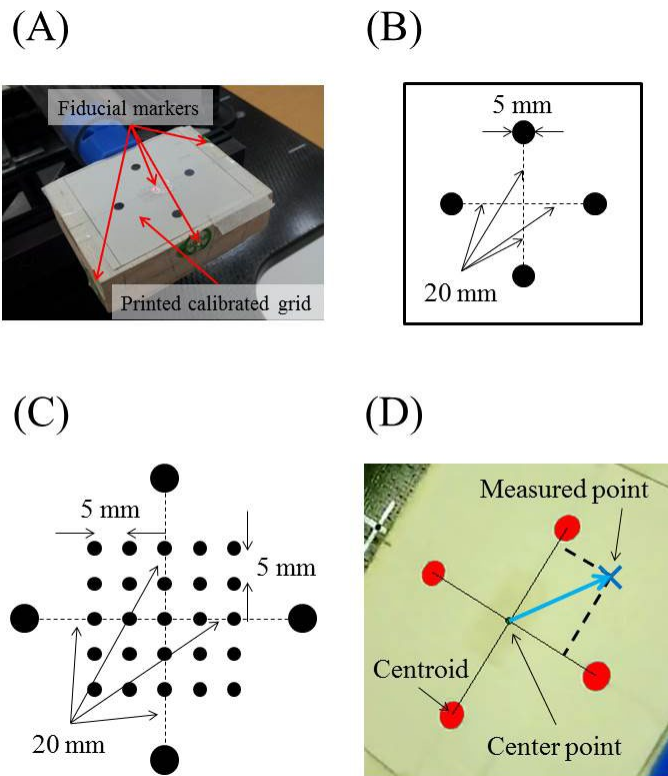 (A)
Fiducial markers
Printed calibrated grid
(B)
5 mm
20 mm
(C)
5 mm
5 mm
20 mm
(D)
Measured point
Centroid
Center point